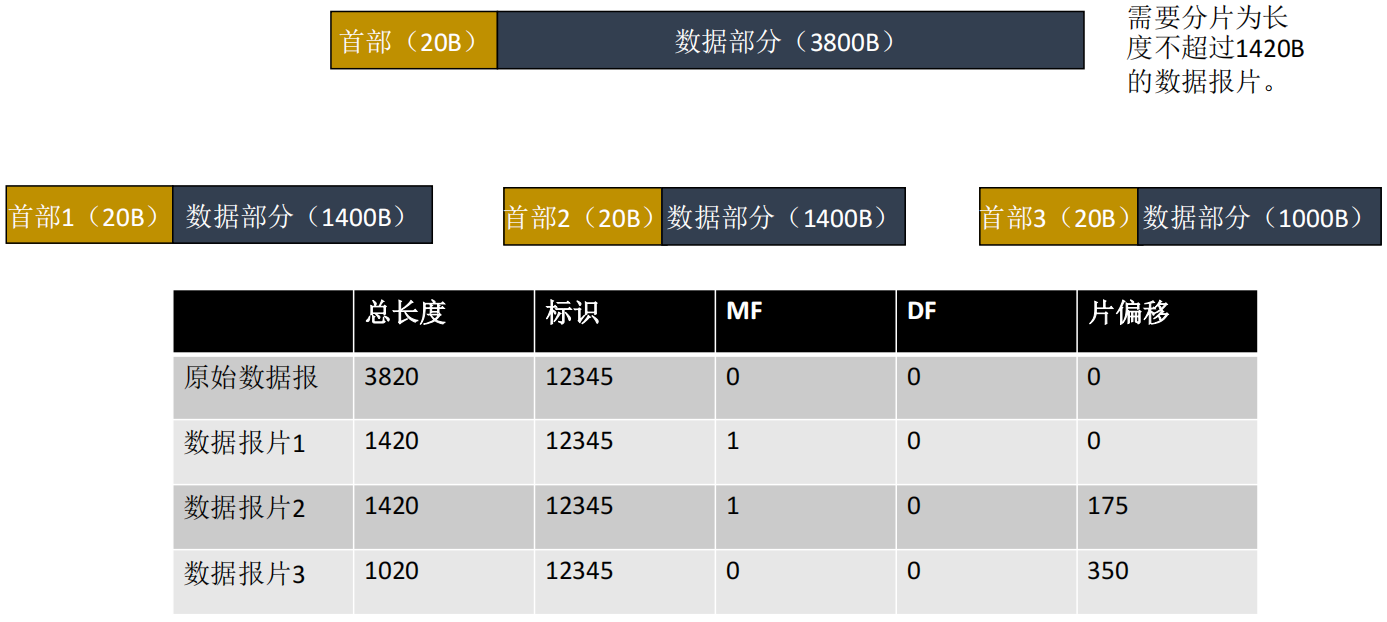 首部（20B）
数据部分（3800B）
需要分片为长
度不超过1420B
的数据报片。
首部1（20B）
数据部分（1400B）
首部2（20B）
数据部分（1400B）
首部3（20B）
数据部分（1000B）
总长度 标识 MF DF 片偏移
原始数据报 3820 12345 0 0 0
数据报片1 1420 12345 1 0 0
数据报片2 1420 12345 1 0 175
数据报片3 1020 12345 0 0 350